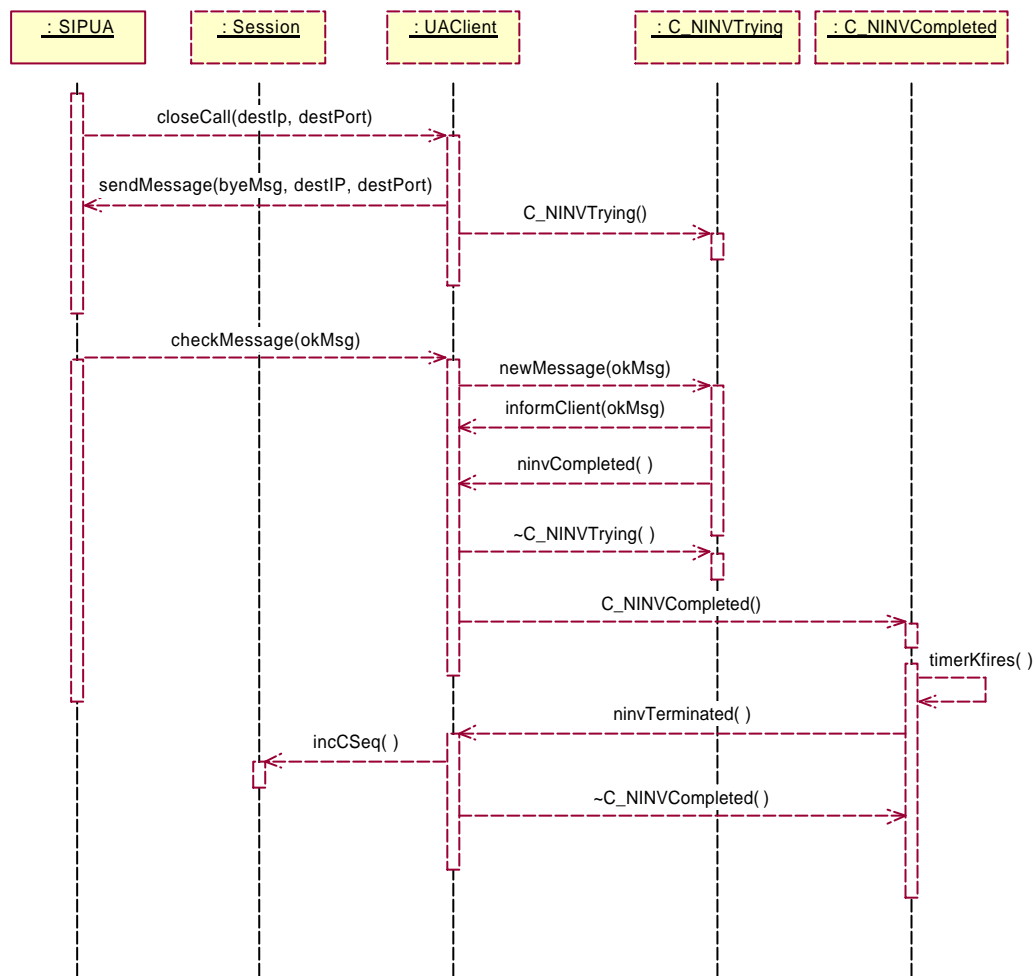 : SIPUA
: Session
: UAClient
: C_NINVTrying
: C_NINVCompleted
closeCall(destIp, destPort)
sendMessage(byeMsg, destIP, destPort)
C_NINVTrying()
checkMessage(okMsg)
newMessage(okMsg)
informClient(okMsg)
ninvCompleted( )
~C_NINVTrying( )
C_NINVCompleted()
timerKfires( )
ninvTerminated( )
incCSeq( )
~C_NINVCompleted( )